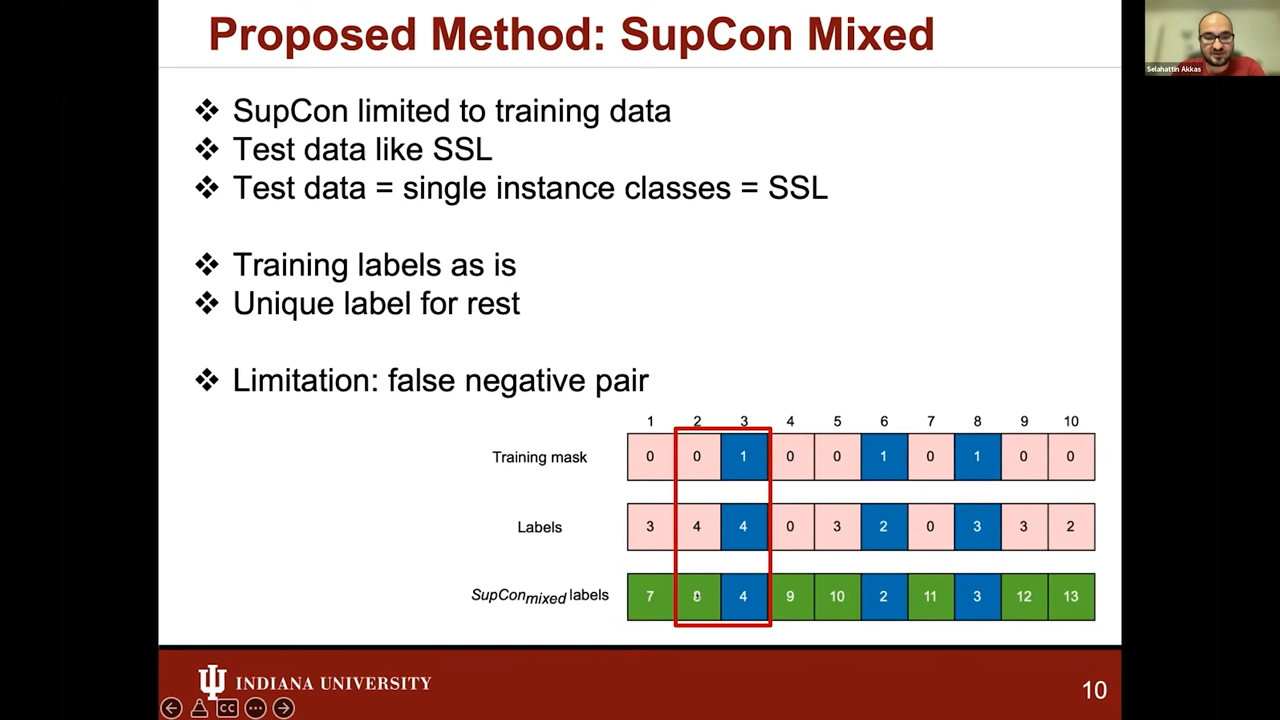 Proposed Method: SupCon Mixed
Selahattin Akkas
❖ SupCon limited to training data
❖ Test data like SSL
❖ Test data = single instance classes = SSL
❖ Training labels as is
❖ Unique label for rest
❖ Limitation: false negative pair
1 2 3 4 5 6 7 8 9 10
Training mask 0 0 1 0 0 1 0 1 0 0
Labels 3 4 4 0 3 2 0 3 3 2
SupConmixed labels 7 8 4 9 10 2 11 3 12 13
INDIANA UNIVERSITY
10
CC